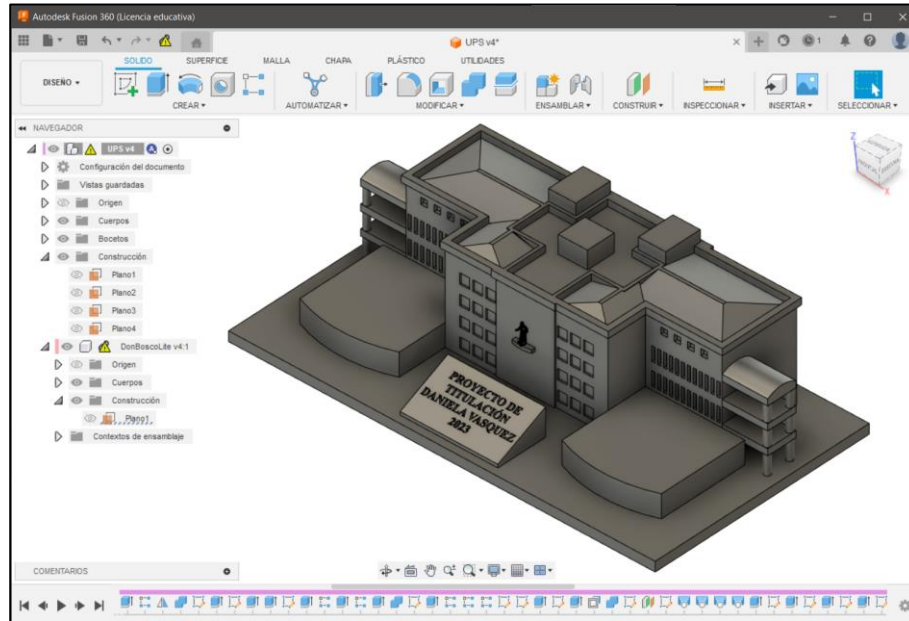 Autodesk Fusion 360 (Licencia educativa)
UPS v4*
1
DISEÑO
SOLIDO SUPERFICIE MALLA CHAPA PLÁSTICO UTILIDADES
CREAR AUTOMATIZAR MODIFICAR ENSAMBLAR CONSTRUIR INSPECCIONAR INSERTAR SELECCIONAR
NAVEGADOR
UPS v4
Configuración del documento
Vistas guardadas
Origen
Cuerpos
Bocetos
Construcción
Plano1
Plano2
Plano3
Plano4
DonBoscoLite v4:1
Origen
Cuerpos
Construcción
Plano1
Contextos de ensamblaje
Z
X
PROYECTO DE
TITULACIÓN
DANIELA VASQUEZ
2023
COMENTARIOS